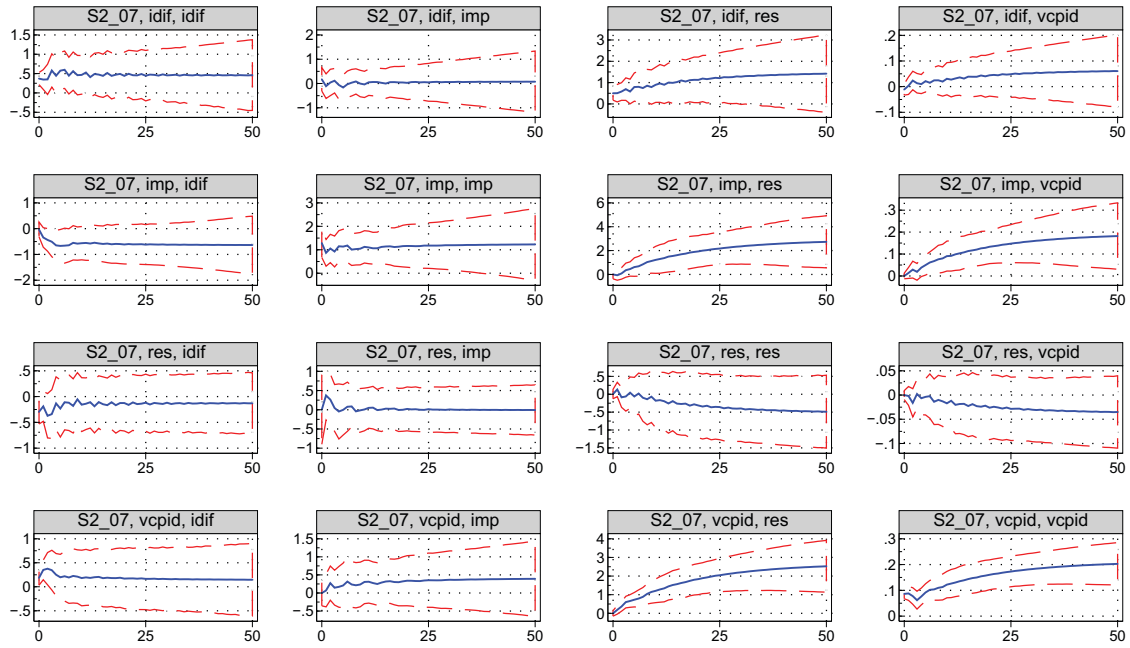 S2_07, idif, idif
1.5
1
.5
0
−.5
0 25 50
S2_07, idif, imp
2
1
0
−1
0 25 50
S2_07, idif, res
3
2
1
0
0 25 50
S2_07, idif, vcpid
.2
.1
0
−.1
0 25 50
S2_07, imp, idif
1
0
−1
−2
0 25 50
S2_07, imp, imp
3
2
1
0
0 25 50
S2_07, imp, res
6
4
2
0
0 25 50
S2_07, imp, vcpid
.3
.2
.1
0
0 25 50
S2_07, res, idif
.5
0
−.5
−1
0 25 50
S2_07, res, imp
1
.5
0
−.5
−1
0 25 50
S2_07, res, res
.5
0
−.5
−1
−1.5
0 25 50
S2_07, res, vcpid
.05
0
−.05
−.1
0 25 50
S2_07, vcpid, idif
1
.5
0
−.5
0 25 50
S2_07, vcpid, imp
1.5
1
.5
0
−.5
0 25 50
S2_07, vcpid, res
4
3
2
1
0
0 25 50
S2_07, vcpid, vcpid
.3
.2
.1
0
0 25 50